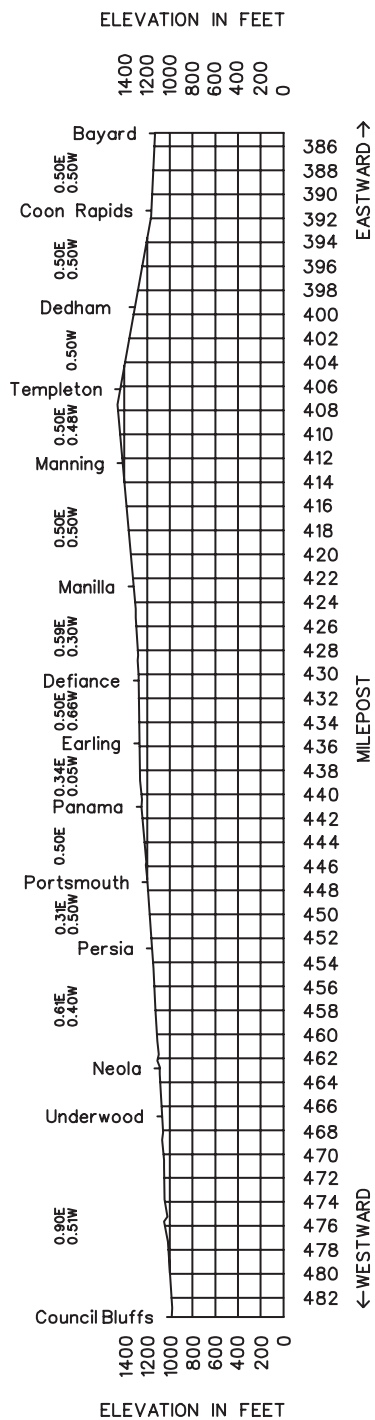 ELEVATION IN FEET
1400 1200 1000 800 600 400 200 0
EASTWARD →
Bayard
386
0.50E
0.50W
388
390
Coon Rapids
392
394
0.50E
0.50W
396
398
Dedham
400
402
0.50W
404
Templeton
406
408
0.50E
0.48W
410
Manning
412
414
416
0.50E
0.50W
418
420
Manilla
422
424
0.59E
0.30W
426
428
Defiance
430
0.50E
0.66W
432
434
Earling
436
MILEPOST
0.34E
0.05W
438
Panama
440
442
0.50E
444
446
Portsmouth
448
0.31E
0.50W
450
Persia
452
454
456
0.61E
0.40W
458
460
462
Neola
464
Underwood
466
468
470
472
474
0.90E
0.51W
476
478
480
482
← WESTWARD
Council Bluffs
1400 1200 1000 800 600 400 200 0
ELEVATION IN FEET